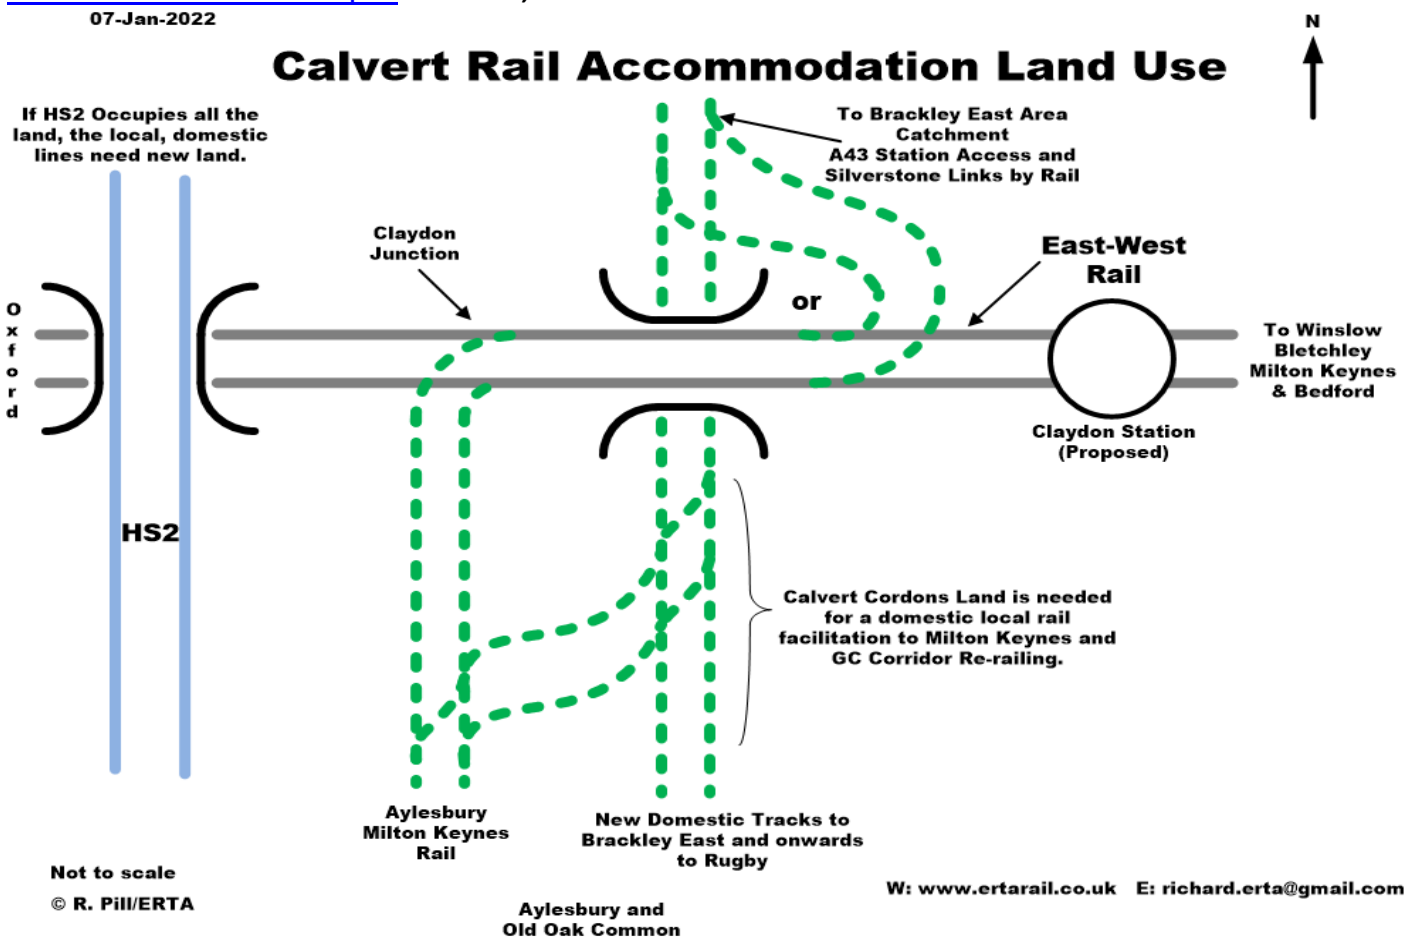 07-Jan-2022
N
Calvert Rail Accommodation Land Use
If HS2 Occupies all the
land, the local, domestic
lines need new land.
To Brackley East Area
Catchment
A43 Station Access and
Silverstone Links by Rail
Claydon
Junction
East-West
Rail
or
Oxford
To Winslow
Bletchley
Milton Keynes
& Bedford
Claydon Station
(Proposed)
HS2
Calvert Cordons Land is needed
for a domestic local rail
facilitation to Milton Keynes and
GC Corridor Re-railing.
Aylesbury
Milton Keynes
Rail
New Domestic Tracks to
Brackley East and onwards
to Rugby
Not to scale
© R. Pill/ERTA
W: www.ertarail.co.uk E: richard.erta@gmail.com
Aylesbury and
Old Oak Common